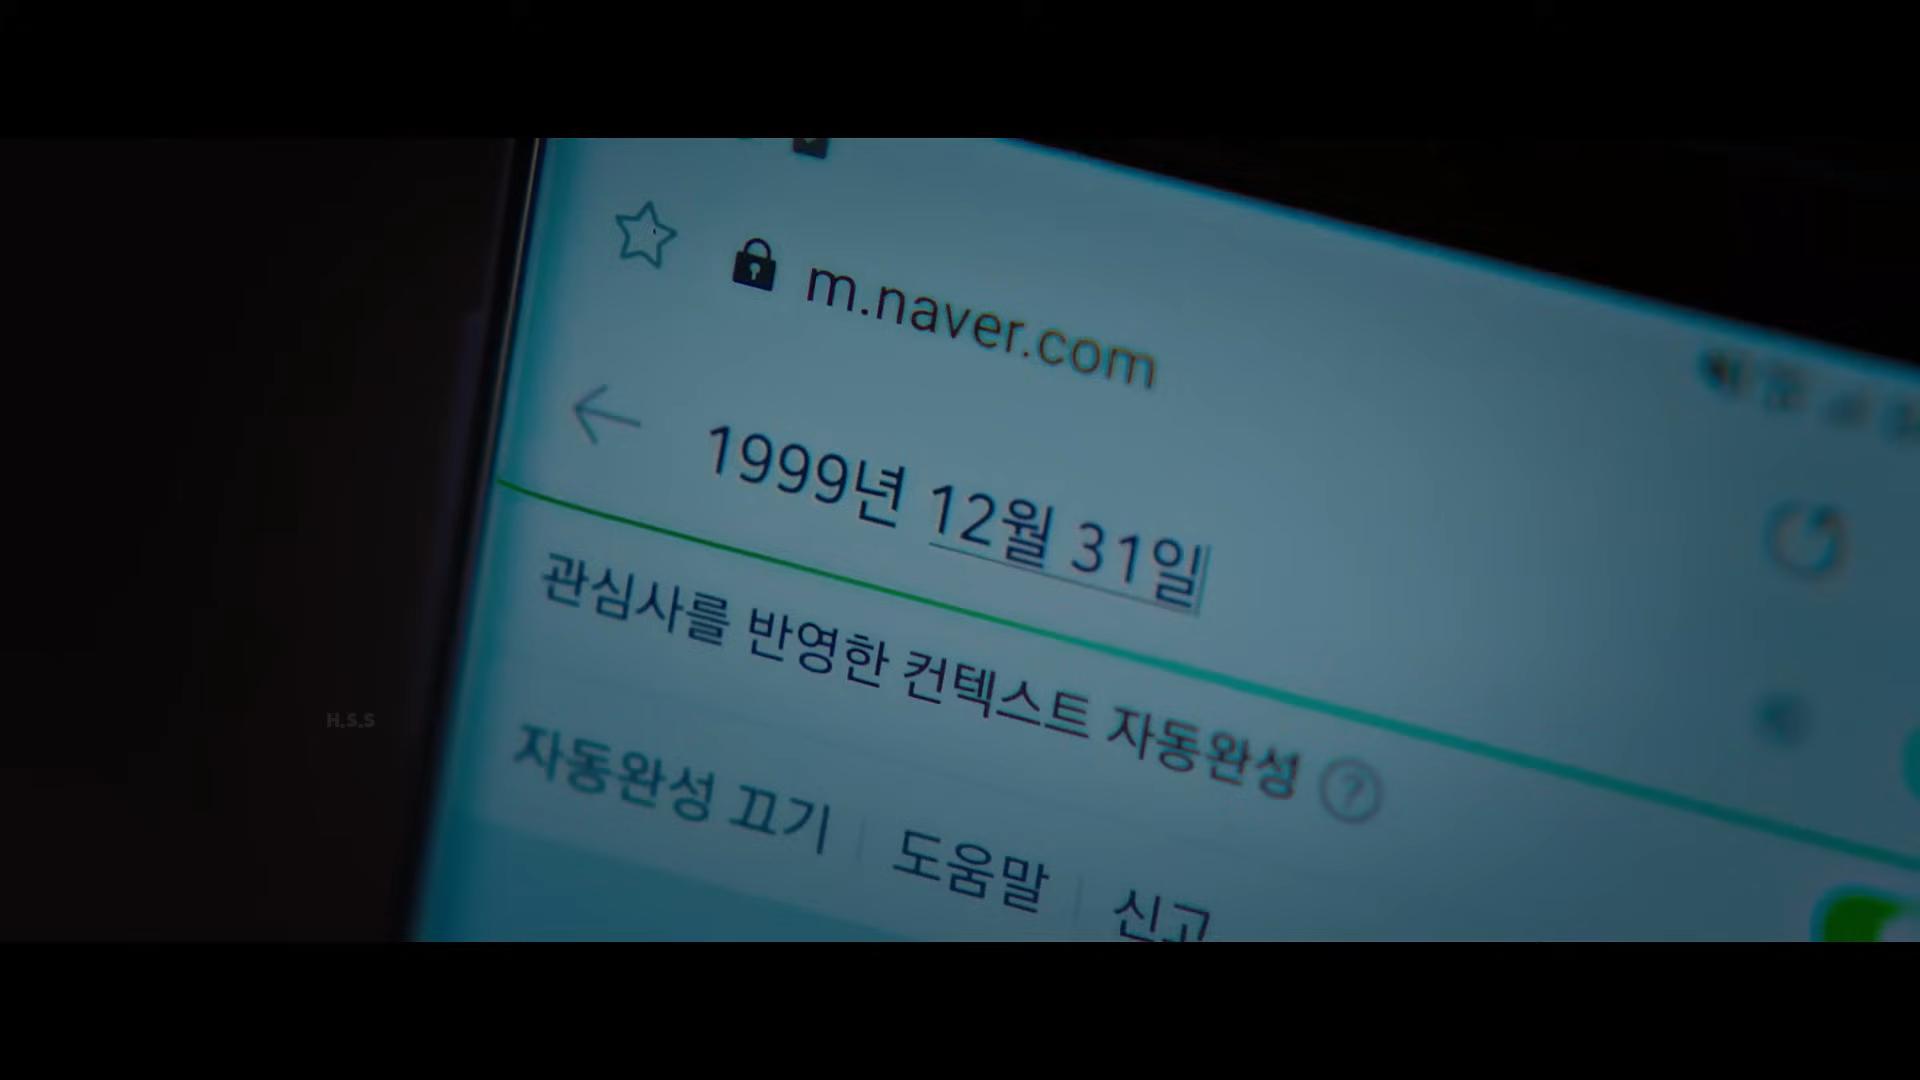 m.naver.com
1999년 12월 31일
관심사를 반영한 컨텍스트 자동완성 ?
자동완성 끄기 도움말 신고
H.S.S